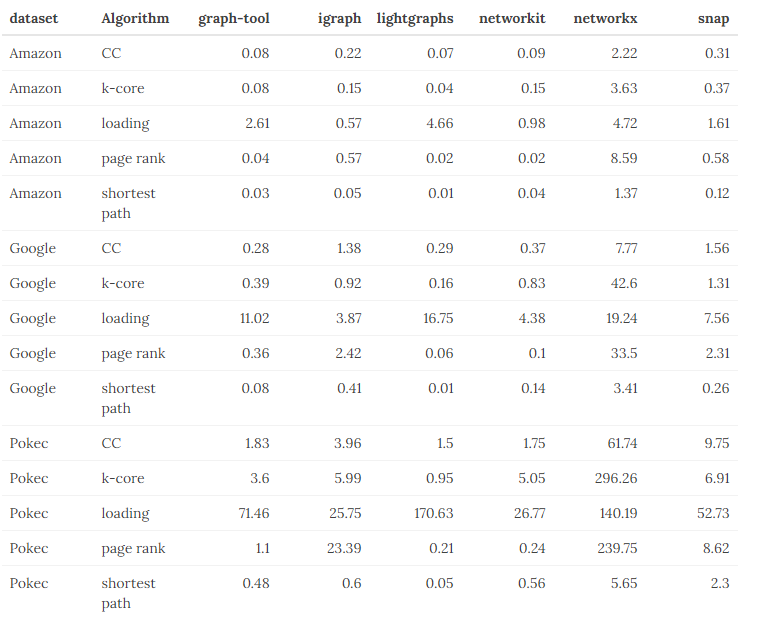 dataset Algorithm graph-tool igraph lightgraphs networkit networkx snap
Amazon CC 0.08 0.22 0.07 0.09 2.22 0.31
Amazon k-core 0.08 0.15 0.04 0.15 3.63 0.37
Amazon loading 2.61 0.57 4.66 0.98 4.72 1.61
Amazon page rank 0.04 0.57 0.02 0.02 8.59 0.58
Amazon shortest 0.03 0.05 0.01 0.04 1.37 0.12
path
Google CC 0.28 1.38 0.29 0.37 7.77 1.56
Google k-core 0.39 0.92 0.16 0.83 42.6 1.31
Google loading 11.02 3.87 16.75 4.38 19.24 7.56
Google page rank 0.36 2.42 0.06 0.1 33.5 2.31
Google shortest 0.08 0.41 0.01 0.14 3.41 0.26
path
Pokec CC 1.83 3.96 1.5 1.75 61.74 9.75
Pokec k-core 3.6 5.99 0.95 5.05 296.26 6.91
Pokec loading 71.46 25.75 170.63 26.77 140.19 52.73
Pokec page rank 1.1 23.39 0.21 0.24 239.75 8.62
Pokec shortest 0.48 0.6 0.05 0.56 5.65 2.3
path